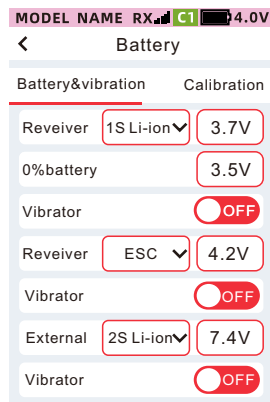 MODEL NAME RX C1 4.0V
Battery
Battery&vibration Calibration
Reveiver 1S Li-ion 3.7V
0%battery 3.5V
Vibrator OFF
Reveiver ESC 4.2V
Vibrator OFF
External 2S Li-ion 7.4V
Vibrator OFF